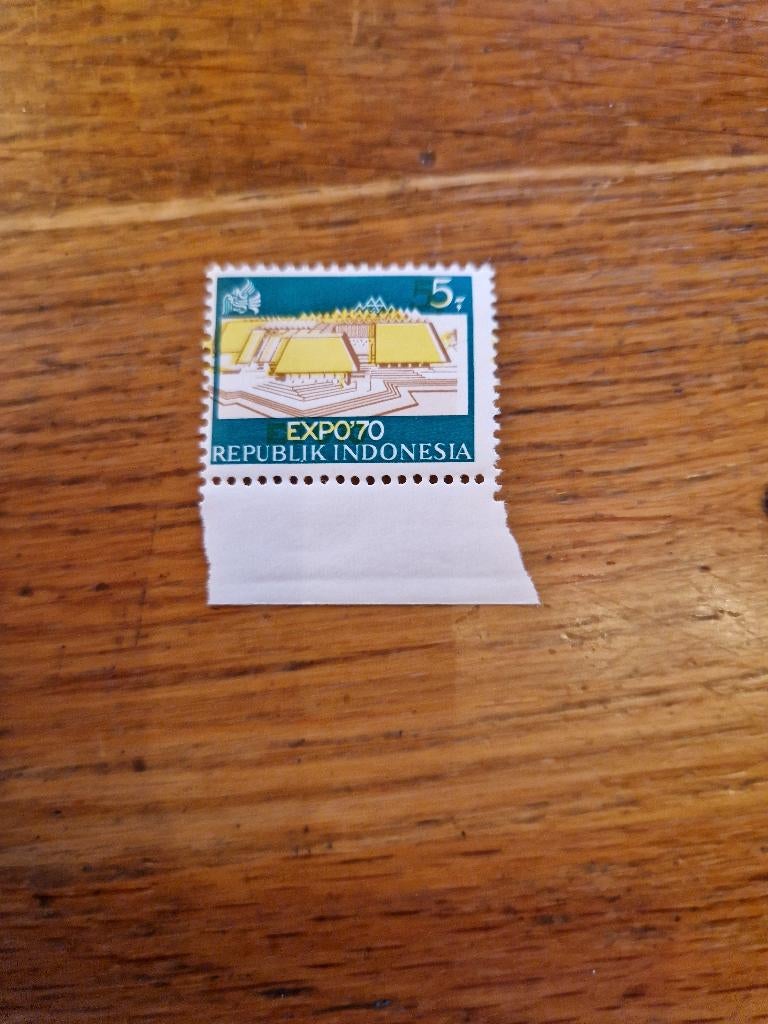 5,-
EXPO'70
REPUBLIK INDONESIA